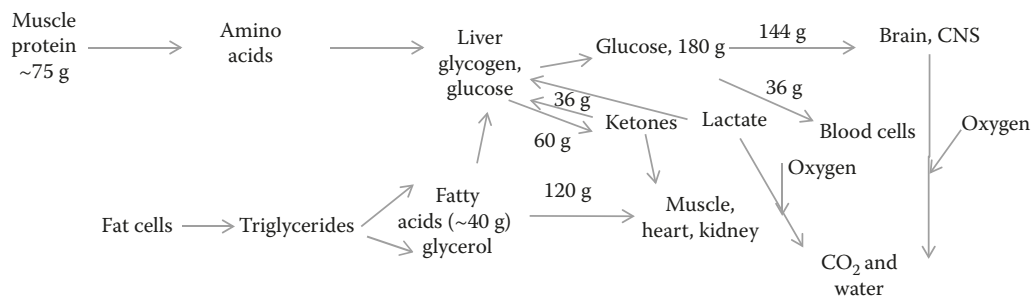 Muscle
protein
~75 g
Amino
acids
Liver
glycogen,
glucose
Glucose, 180 g
144 g
Brain, CNS
36 g
Blood cells
Oxygen
36 g
60 g
Ketones
Lactate
Oxygen
Fat cells
Triglycerides
Fatty
acids (~40 g)
glycerol
120 g
Muscle,
heart, kidney
CO₂ and
water